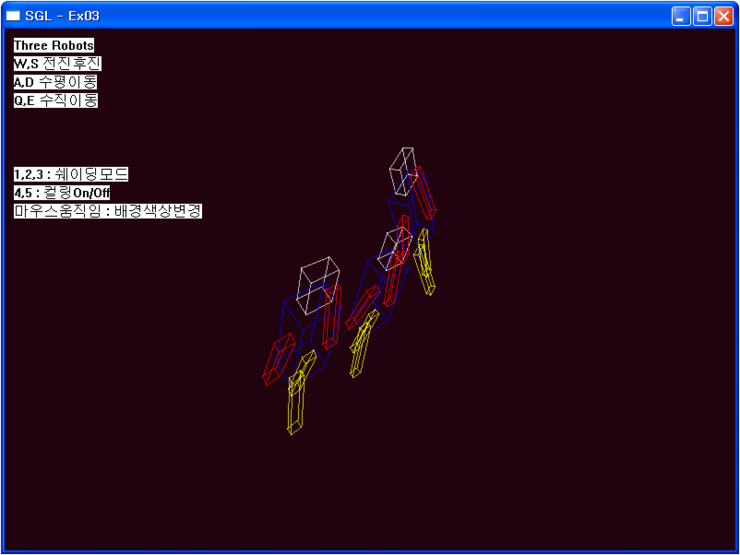 SGL - Ex03
Three Robots
W,S 전진후진
A,D 수평이동
Q,E 수직이동
1,2,3 : 쉐이딩모드
4,5 : 컬링On/Off
마우스움직임 : 배경색상변경